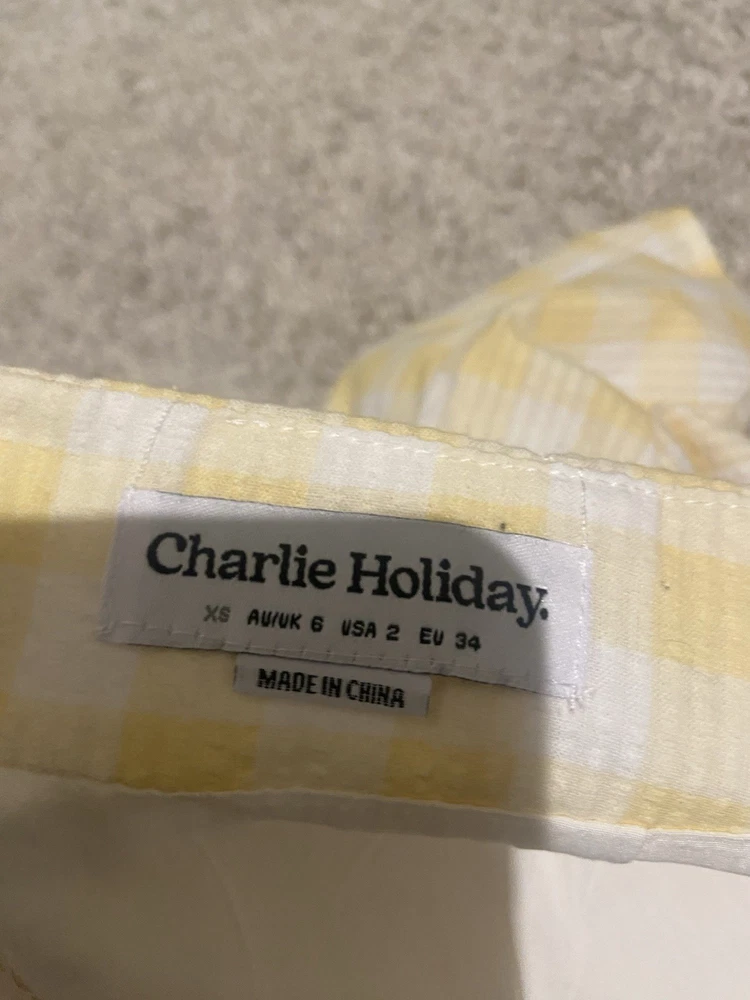 Charlie Holiday.
XS AU/UK 6 USA 2 EU 34
MADE IN CHINA